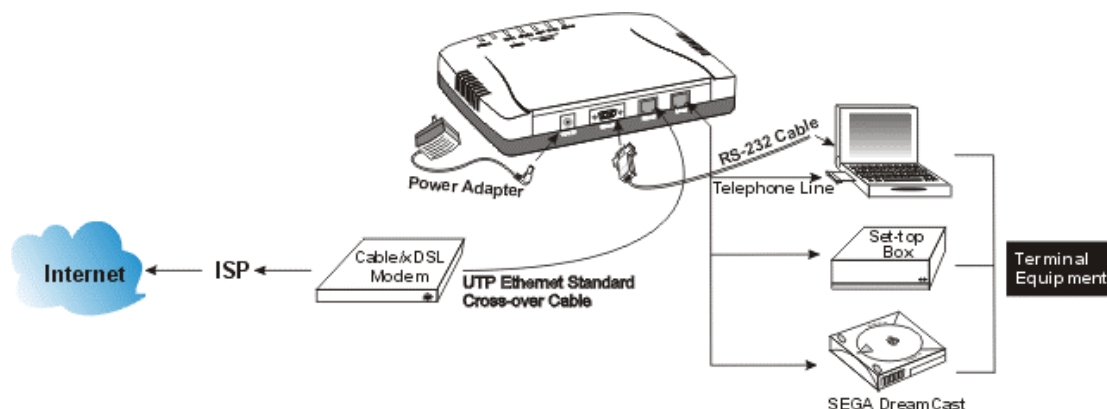 RS-232 Cable
Power Adapter
Telephone Line
Internet
ISP
Cable/xDSL
Modem
UTP Ethernet Standard
Cross-over Cable
Set-top
Box
Terminal
Equipment
SEGA DreamCast